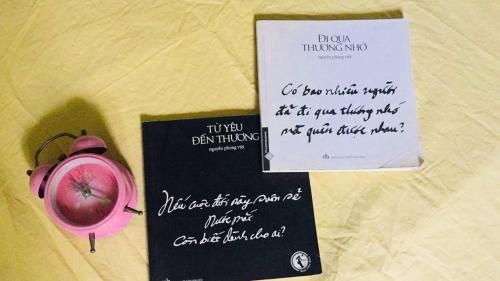 ĐI QUA
THƯƠNG NHỚ
nguyễn phong việt
Có bao nhiêu người
đã đi qua thương nhớ
mà quên được nhau?
TỪ YÊU
ĐẾN THƯƠNG
nguyễn phong việt
Nếu cuộc đời này suôn sẻ
Nước mắt
còn biết dành cho ai?